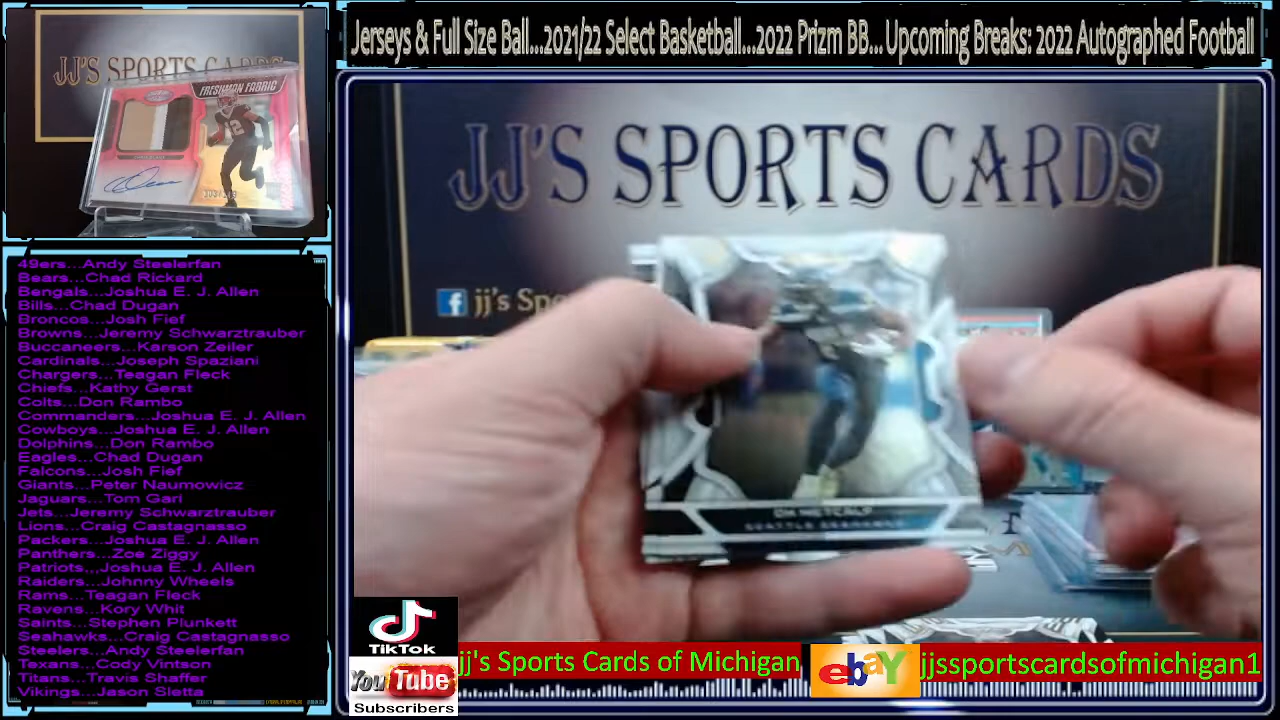 Jerseys & Full Size Ball...2021/22 Select Basketball...2022 Prizm BB... Upcoming Breaks: 2022 Autographed Football
JJ'S SPORTS CARDS
FRESHMAN FABRIC
49ers...Andy Steelerfan
Bears...Chad Rickard
Bengals...Joshua E. J. Allen
Bills...Chad Dugan
Broncos...Josh Fief
Browns...Jeremy Schwartztrauber
Buccaneers...Karson Zeiler
Cardinals...Joseph Spaziani
Chargers...Teagan Fleck
Chiefs...Kathy Gerst
Colts...Don Rambo
Commanders...Joshua E. J. Allen
Cowboys...Joshua E. J. Allen
Dolphins...Don Rambo
Eagles...Chad Dugan
Falcons...Josh Fief
Giants...Peter Naumowicz
Jaguars...Tom Gari
Jets...Jeremy Schwarztrauber
Lions...Craig Castagnasso
Packers...Joshua E. J. Allen
Panthers...Zoe Ziggy
Patriots,,,Joshua E. J. Allen
Raiders...Johnny Wheels
Rams...Teagan Fleck
Ravens...Kory Whit
Saints...Stephen Plunkett
Seahawks...Craig Castagnasso
Steelers...Andy Steelerfan
Texans...Cody Vintson
Titans...Travis Shaffer
Vikings...Jason Sletta
JJ'S SPORTS CARDS
f jj's Spo
DK METCALF
SEATTLE SEAHAWKS
TikTok
YouTube
Subscribers
jj's Sports Cards of Michigan
ebay
jjssportscardsofmichigan1